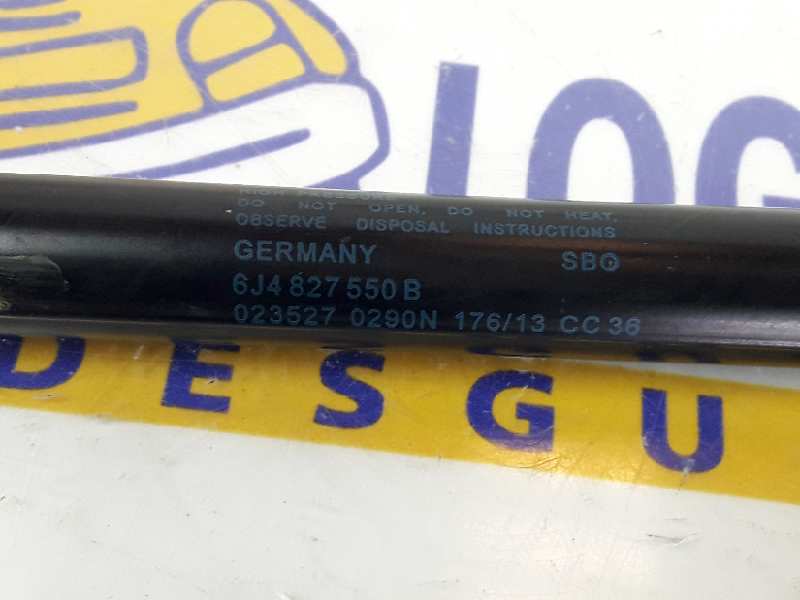 LOG
DO NOT OPEN, DO NOT HEAT.
OBSERVE DISPOSAL INSTRUCTIONS
GERMANY SBO
6J4 827 550 B
023527 0290N 176/13 CC 36
DESGU